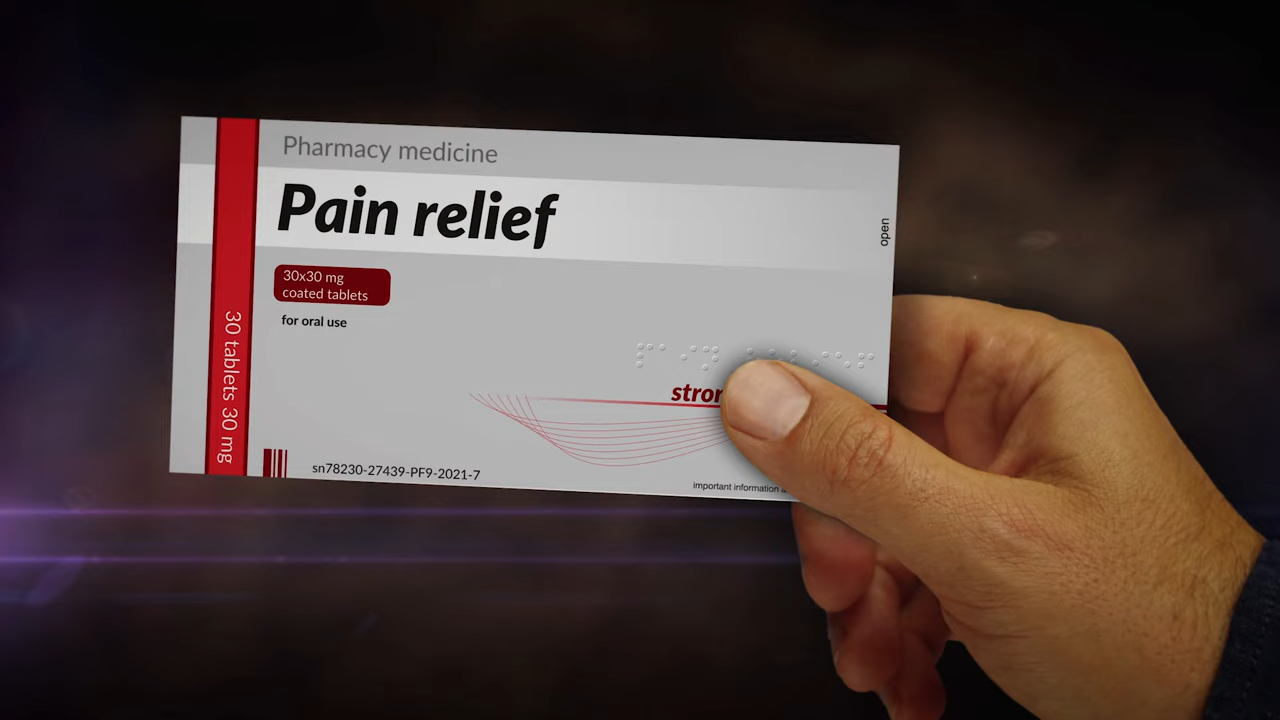 Pharmacy medicine
Pain relief
open
30x30 mg
coated tablets
for oral use
30 tablets 30 mg
sn78230-27439-PF9-2021-7
important information